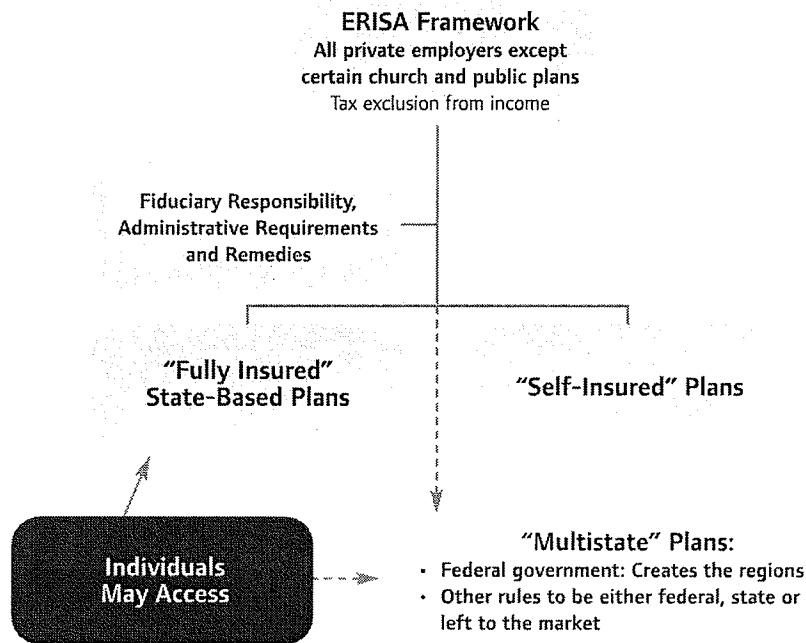 ERISA Framework
All private employers except
certain church and public plans
Tax exclusion from income
Fiduciary Responsibility,
Administrative Requirements
and Remedies
“Fully Insured”
State-Based Plans
“Self-Insured” Plans
Individuals
May Access
“Multistate” Plans:
• Federal government: Creates the regions
• Other rules to be either federal, state or
left to the market